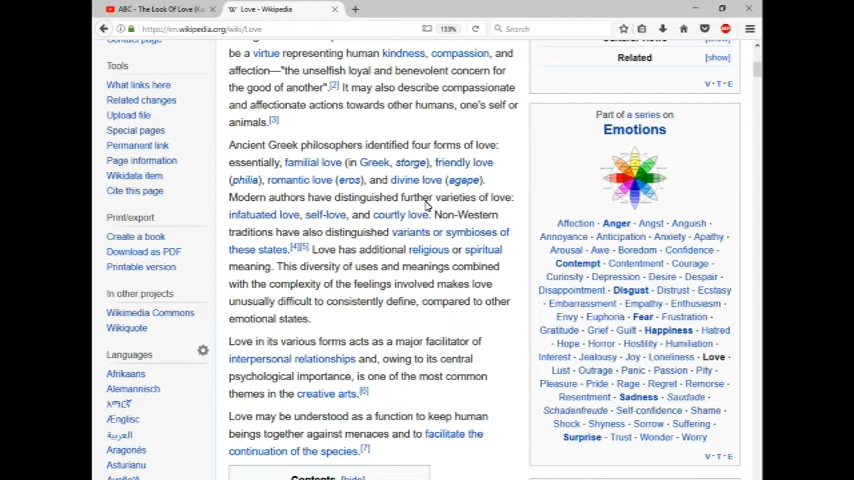 ABC - The Look Of Love (
Love - Wikipedia
https://en.wikipedia.org/wiki/Love
133%
Search
Contact page
Tools
What links here
Related changes
Upload file
Special pages
Permanent link
Page information
Wikidata item
Cite this page
Print/export
Create a book
Download as PDF
Printable version
In other projects
Wikimedia Commons
Wikiquote
Languages
Afrikaans
Alemannisch
አማርኛ
Ænglisc
العربية
Aragonés
Asturianu
Avañe'ẽ
be a virtue representing human kindness, compassion, and
affection—"the unselfish loyal and benevolent concern for
the good of another".[2] It may also describe compassionate
and affectionate actions towards other humans, one's self or
animals.[3]
Ancient Greek philosophers identified four forms of love:
essentially, familial love (in Greek, storge), friendly love
(philia), romantic love (eros), and divine love (agape).
Modern authors have distinguished further varieties of love:
infatuated love, self-love, and courtly love. Non-Western
traditions have also distinguished variants or symbioses of
these states.[4][5] Love has additional religious or spiritual
meaning. This diversity of uses and meanings combined
with the complexity of the feelings involved makes love
unusually difficult to consistently define, compared to other
emotional states.
Love in its various forms acts as a major facilitator of
interpersonal relationships and, owing to its central
psychological importance, is one of the most common
themes in the creative arts.[6]
Love may be understood as a function to keep human
beings together against menaces and to facilitate the
continuation of the species.[7]
Contents [hide]
Cultural views [show]
Related [show]
V · T · E
Part of a series on
Emotions
Affection · Anger · Angst · Anguish ·
Annoyance · Anticipation · Anxiety · Apathy ·
Arousal · Awe · Boredom · Confidence ·
Contempt · Contentment · Courage ·
Curiosity · Depression · Desire · Despair ·
Disappointment · Disgust · Distrust · Ecstasy
· Embarrassment · Empathy · Enthusiasm ·
Envy · Euphoria · Fear · Frustration ·
Gratitude · Grief · Guilt · Happiness · Hatred
· Hope · Horror · Hostility · Humiliation ·
Interest · Jealousy · Joy · Loneliness · Love ·
Lust · Outrage · Panic · Passion · Pity ·
Pleasure · Pride · Rage · Regret · Remorse ·
Resentment · Sadness · Saudade ·
Schadenfreude · Self-confidence · Shame ·
Shock · Shyness · Sorrow · Suffering ·
Surprise · Trust · Wonder · Worry
V · T · E